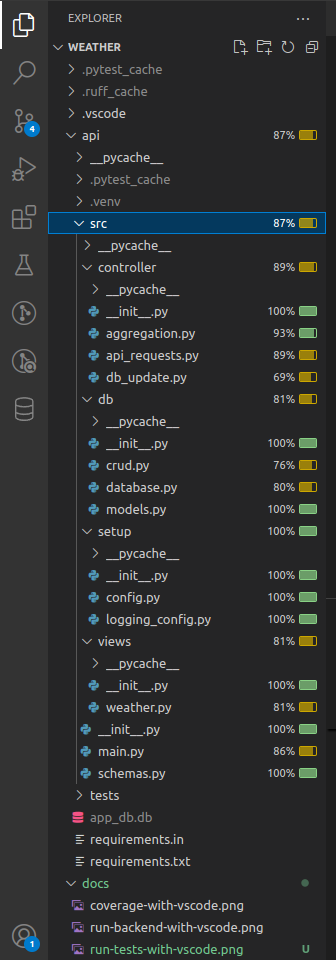 EXPLORER
WEATHER
.pytest_cache
.ruff_cache
.vscode
4
api 87%
__pycache__
.pytest_cache
.venv
src 87%
__pycache__
controller 89%
__pycache__
__init__.py 100%
aggregation.py 93%
api_requests.py 89%
db_update.py 69%
db 81%
__pycache__
__init__.py 100%
crud.py 76%
database.py 80%
models.py 100%
setup 100%
__pycache__
__init__.py 100%
config.py 100%
logging_config.py 100%
views 81%
__pycache__
__init__.py 100%
weather.py 81%
__init__.py 100%
main.py 86%
schemas.py 100%
tests
app_db.db
requirements.in
requirements.txt
docs
coverage-with-vscode.png
run-backend-with-vscode.png
1
run-tests-with-vscode.png U